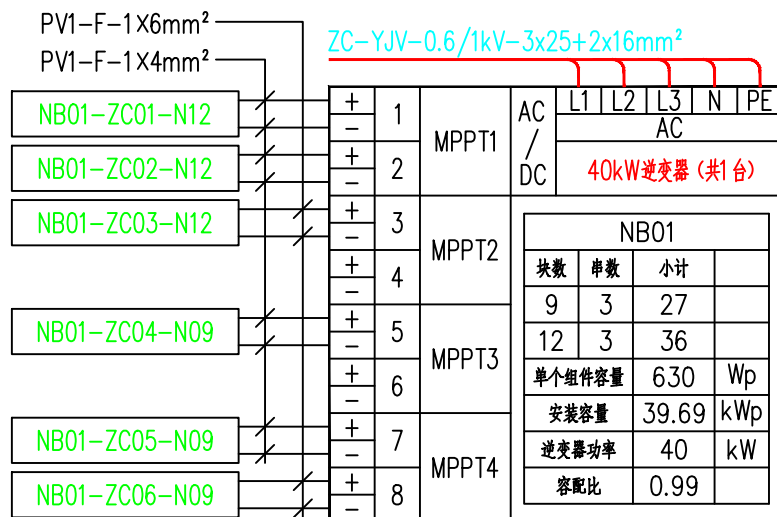 PV1-F-1X6mm²
PV1-F-1X4mm²
ZC-YJV-0.6/1kV-3x25+2x16mm²
NB01-ZC01-N12
NB01-ZC02-N12
NB01-ZC03-N12
NB01-ZC04-N09
NB01-ZC05-N09
NB01-ZC06-N09
+
-
1
+
-
2
MPPT1
+
-
3
+
-
4
MPPT2
+
-
5
+
-
6
MPPT3
+
-
7
+
-
8
MPPT4
AC
/
DC
L1 L2 L3 N PE
AC
40kW逆变器（共1台）
NB01
块数 串数 小计
9 3 27
12 3 36
单个组件容量 630 Wp
安装容量 39.69 kWp
逆变器功率 40 kW
容配比 0.99